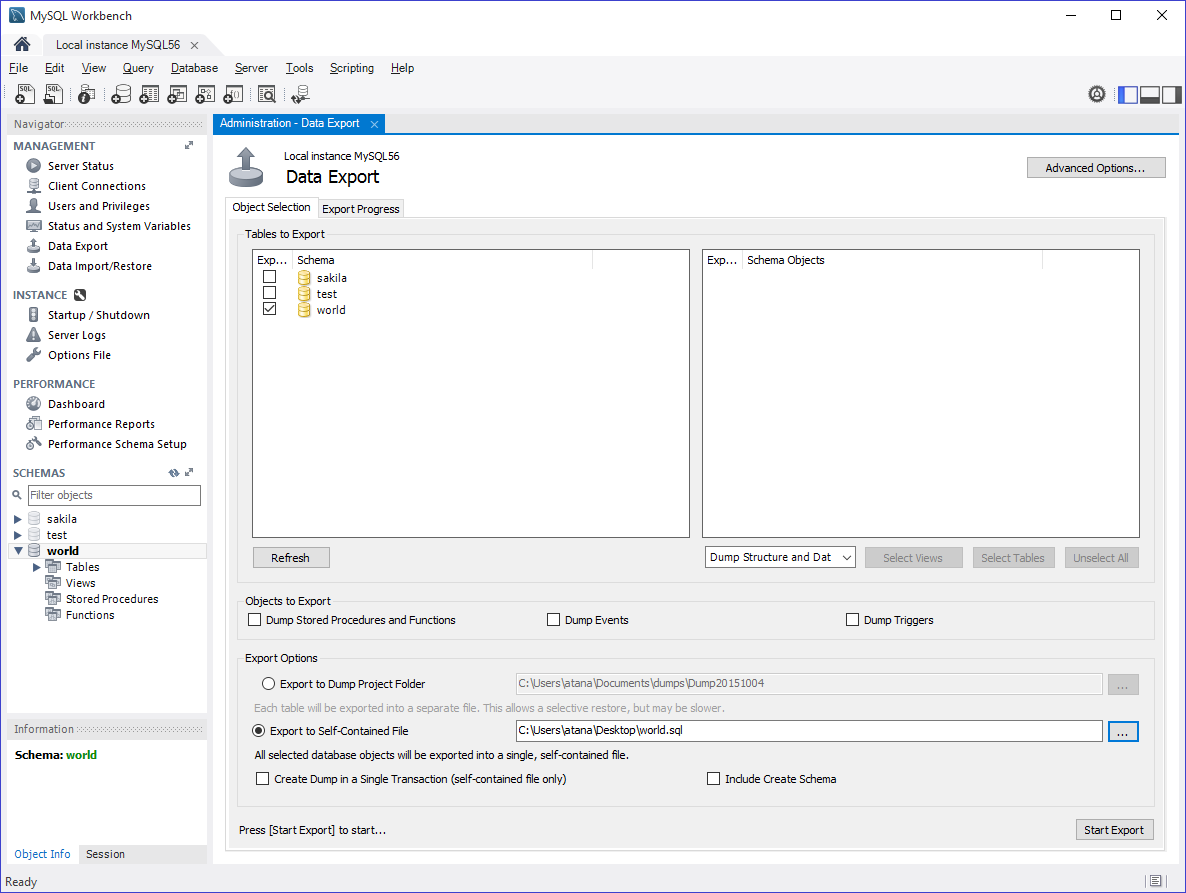 MySQL Workbench
Local instance MySQL56
File Edit View Query Database Server Tools Scripting Help
SQL SQL
Navigator
MANAGEMENT
Server Status
Client Connections
Users and Privileges
Status and System Variables
Data Export
Data Import/Restore
INSTANCE
Startup / Shutdown
Server Logs
Options File
PERFORMANCE
Dashboard
Performance Reports
Performance Schema Setup
SCHEMAS
Filter objects
sakila
test
world
Tables
Views
Stored Procedures
Functions
Information
Schema: world
Object Info Session
Administration - Data Export
Local instance MySQL56
Data Export
Advanced Options...
Object Selection Export Progress
Tables to Export
Exp... Schema
sakila
test
world
Exp... Schema Objects
Refresh
Dump Structure and Dat Select Views Select Tables Unselect All
Objects to Export
Dump Stored Procedures and Functions Dump Events Dump Triggers
Export Options
Export to Dump Project Folder C:\Users\atana\Documents\dumps\Dump20151004 ...
Each table will be exported into a separate file. This allows a selective restore, but may be slower.
Export to Self-Contained File C:\Users\atana\Desktop\world.sql ...
All selected database objects will be exported into a single, self-contained file.
Create Dump in a Single Transaction (self-contained file only) Include Create Schema
Press [Start Export] to start... Start Export
Ready